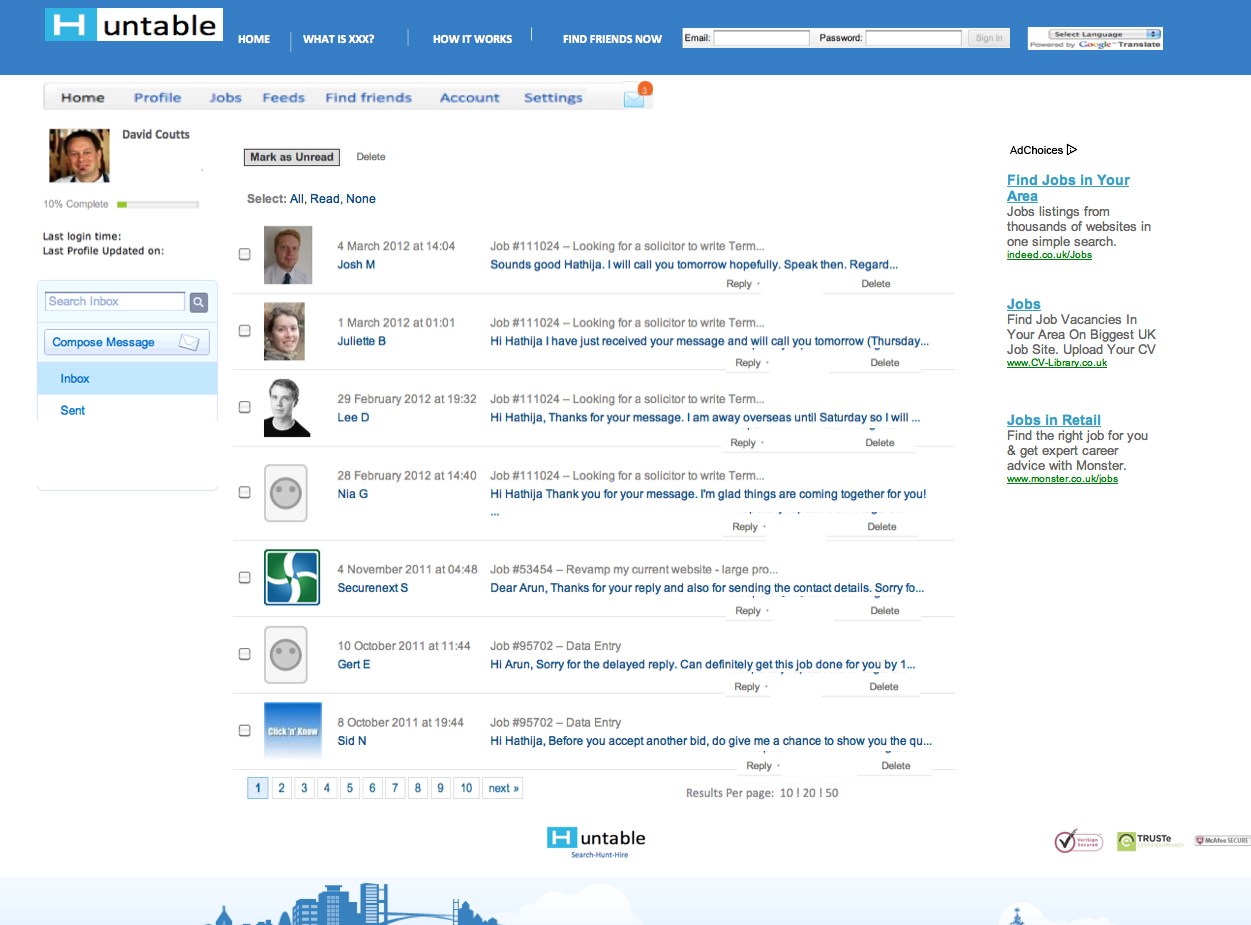 Huntable
HOME
WHAT IS XXX?
HOW IT WORKS
FIND FRIENDS NOW
Email:
Password:
Sign In
Select Language
Powered by Google™ Translate
Home
Profile
Jobs
Feeds
Find friends
Account
Settings
3
David Coutts
10% Complete
Last login time:
Last Profile Updated on:
Search Inbox
Compose Message
Inbox
Sent
Mark as Unread
Delete
Select: All, Read, None
4 March 2012 at 14:04
Josh M
Job #111024 – Looking for a solicitor to write Term...
Sounds good Hathija. I will call you tomorrow hopefully. Speak then. Regard...
Reply
Delete
1 March 2012 at 01:01
Juliette B
Job #111024 – Looking for a solicitor to write Term...
Hi Hathija I have just received your message and will call you tomorrow (Thursday...
Reply
Delete
29 February 2012 at 19:32
Lee D
Job #111024 – Looking for a solicitor to write Term...
Hi Hathija, Thanks for your message. I am away overseas until Saturday so I will ...
Reply
Delete
28 February 2012 at 14:40
Nia G
Job #111024 – Looking for a solicitor to write Term...
Hi Hathija Thank you for your message. I'm glad things are coming together for you!
...
Reply
Delete
4 November 2011 at 04:48
Securenext S
Job #53454 – Revamp my current website - large pro...
Dear Arun, Thanks for your reply and also for sending the contact details. Sorry fo...
Reply
Delete
10 October 2011 at 11:44
Gert E
Job #95702 – Data Entry
Hi Arun, Sorry for the delayed reply. Can definitely get this job done for you by 1...
Reply
Delete
Click 'n' Know
8 October 2011 at 19:44
Sid N
Job #95702 – Data Entry
Hi Hathija, Before you accept another bid, do give me a chance to show you the qu...
Reply
Delete
1 2 3 4 5 6 7 8 9 10 next »
Results Per page: 10 | 20 | 50
AdChoices
Find Jobs in Your
Area
Jobs listings from
thousands of websites in
one simple search.
indeed.co.uk/Jobs
Jobs
Find Job Vacancies In
Your Area On Biggest UK
Job Site. Upload Your CV
www.CV-Library.co.uk
Jobs in Retail
Find the right job for you
& get expert career
advice with Monster.
www.monster.co.uk/jobs
Huntable
Search-Hunt-Hire
VeriSign
Secured
TRUSTe
CERTIFIED PRIVACY
McAfee SECURE